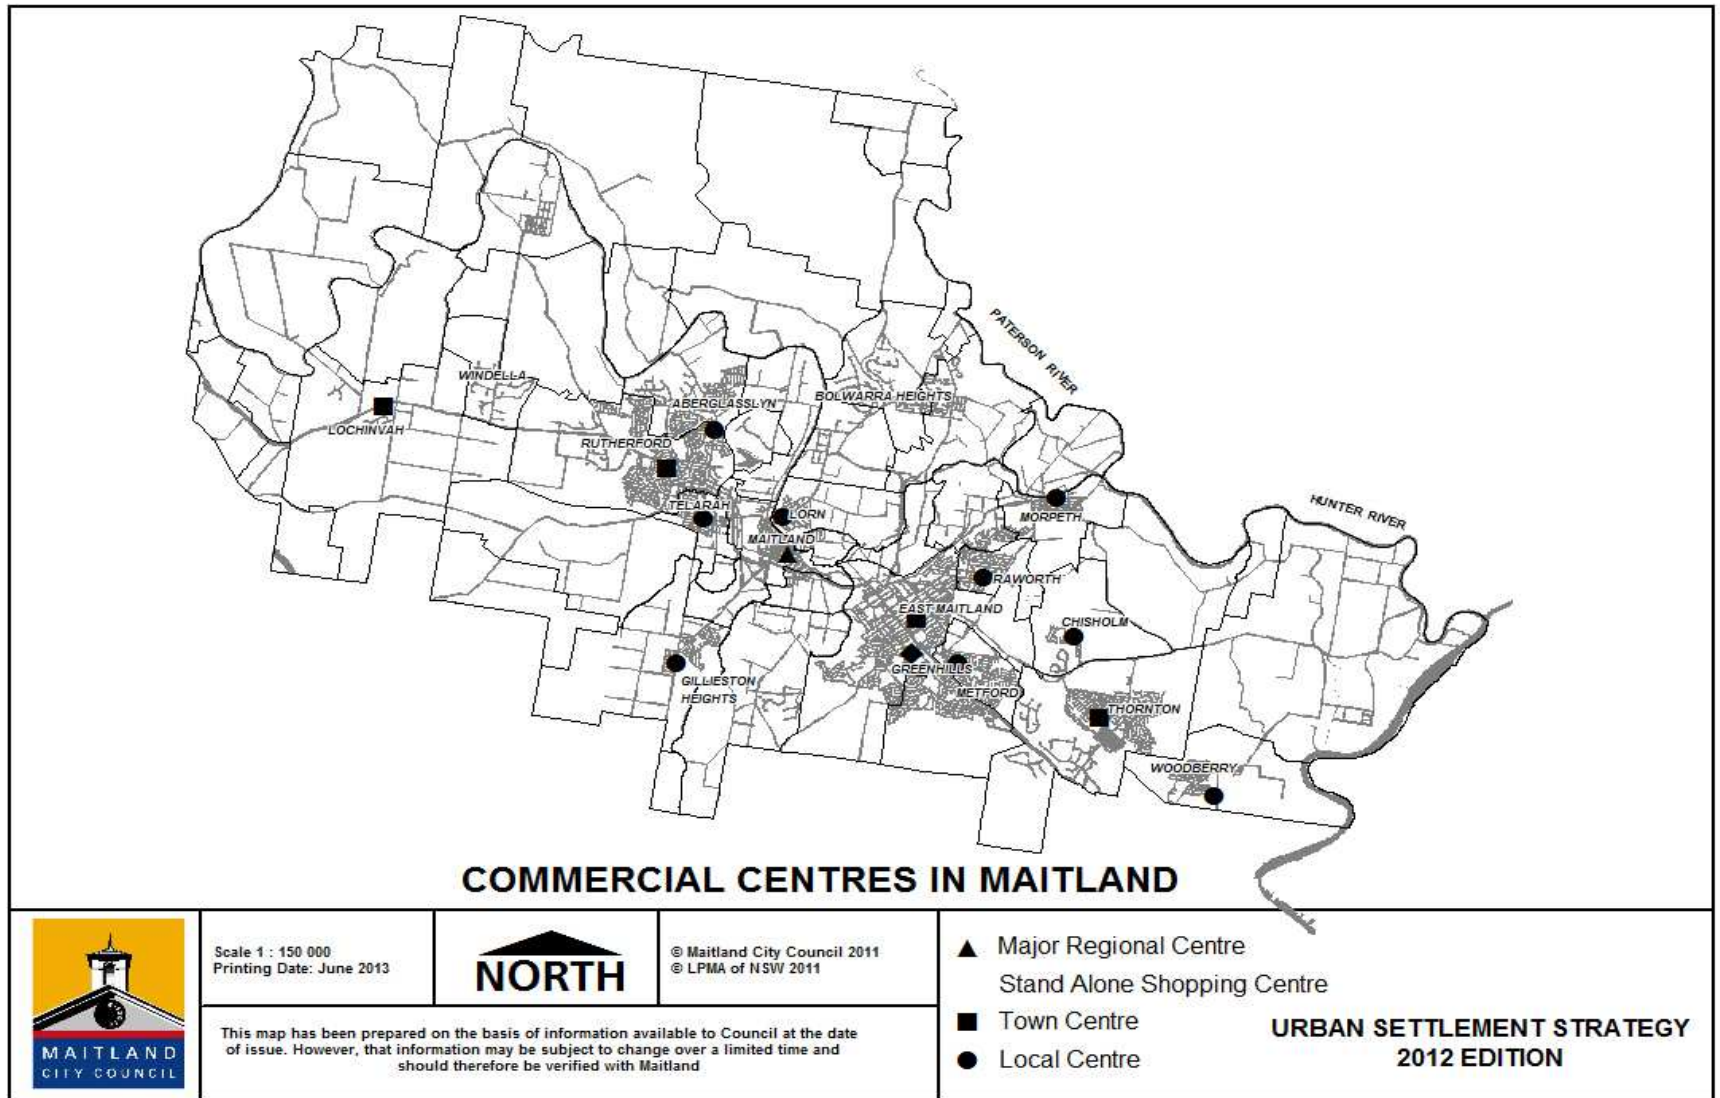 PATERSON RIVER
WINDELLA
ABERGLASSLYN
BOLWARRA HEIGHTS
LOCHINVAH
RUTHERFORD
HUNTER RIVER
TELARAH
LORN
MORPETH
MAITLAND
RAWORTH
EAST MAITLAND
CHISHOLM
GREENHILLS
GILLIESTON
HEIGHTS
METFORD
THORNTON
WOODBERRY
COMMERCIAL CENTRES IN MAITLAND
MAITLAND
CITY COUNCIL
Scale 1 : 150 000
Printing Date: June 2013
NORTH
© Maitland City Council 2011
© LPMA of NSW 2011
This map has been prepared on the basis of information available to Council at the date
of issue. However, that information may be subject to change over a limited time and
should therefore be verified with Maitland
Major Regional Centre
Stand Alone Shopping Centre
Town Centre
Local Centre
URBAN SETTLEMENT STRATEGY
2012 EDITION